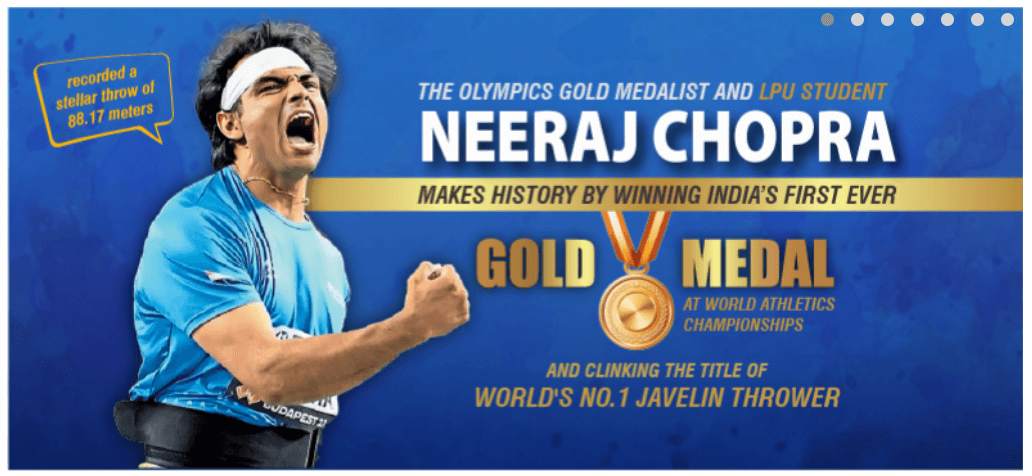 recorded a
stellar throw of
88.17 meters
THE OLYMPICS GOLD MEDALIST AND LPU STUDENT
NEERAJ CHOPRA
MAKES HISTORY BY WINNING INDIA'S FIRST EVER
GOLD MEDAL
AT WORLD ATHLETICS
CHAMPIONSHIPS
AND CLINKING THE TITLE OF
WORLD'S NO.1 JAVELIN THROWER